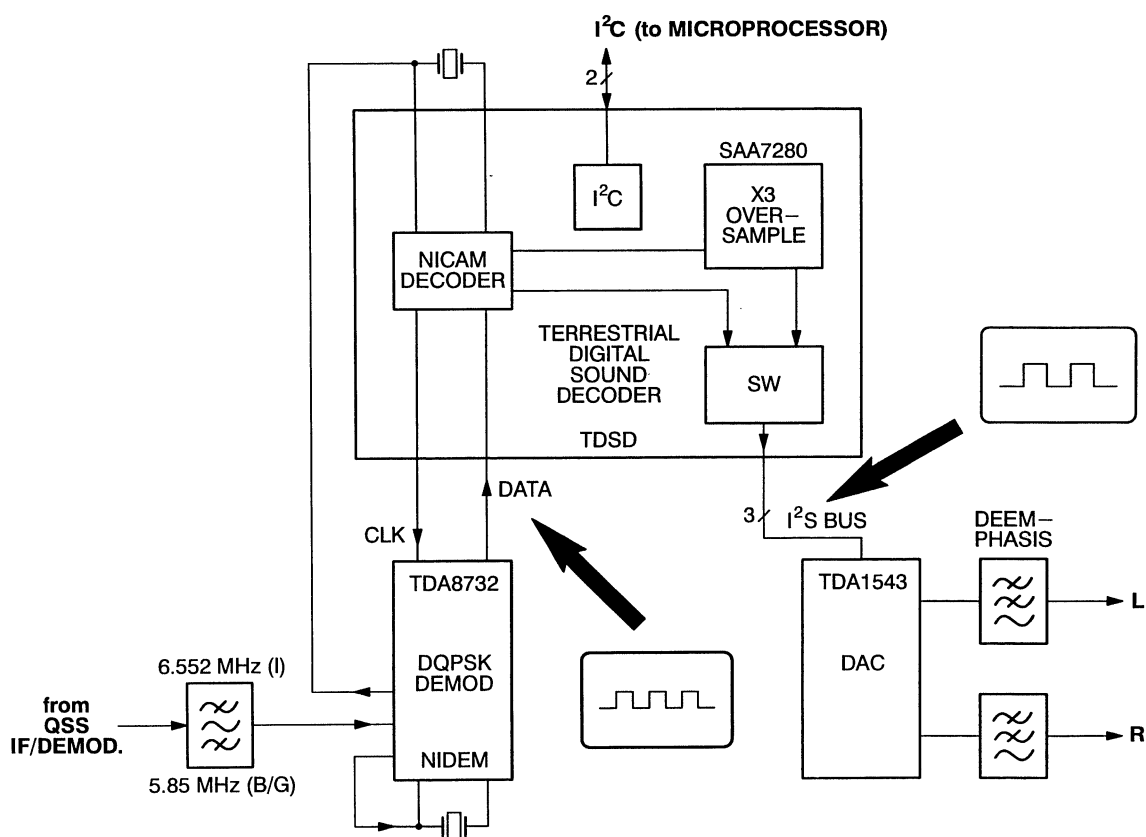 I²C (to MICROPROCESSOR)
2
SAA7280
I²C
X3
OVER–
SAMPLE
NICAM
DECODER
TERRESTRIAL
DIGITAL
SOUND
DECODER
SW
TDSD
DATA
3
I²S BUS
DEEM–
PHASIS
CLK
TDA8732
TDA1543
L
DQPSK
DEMOD
DAC
6.552 MHz (I)
from
QSS
IF/DEMOD.
NIDEM
R
5.85 MHz (B/G)